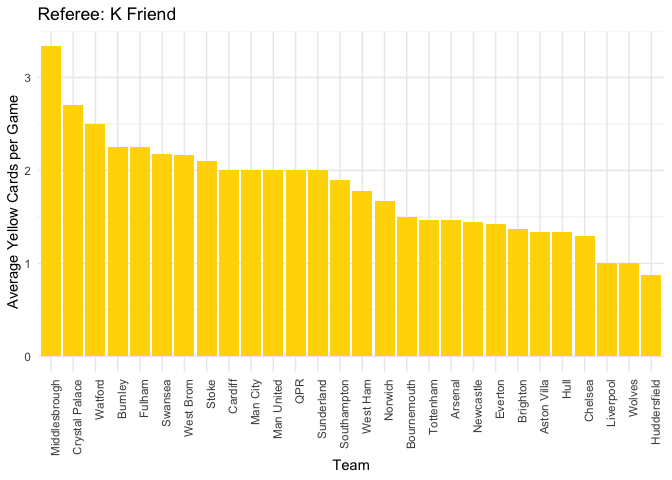 Referee: K Friend
Average Yellow Cards per Game
3
2
1
0
Middlesbrough
Crystal Palace
Watford
Burnley
Fulham
Swansea
West Brom
Stoke
Cardiff
Man City
Man United
QPR
Sunderland
Southampton
West Ham
Norwich
Bournemouth
Tottenham
Arsenal
Newcastle
Everton
Brighton
Aston Villa
Hull
Chelsea
Liverpool
Wolves
Huddersfield
Team